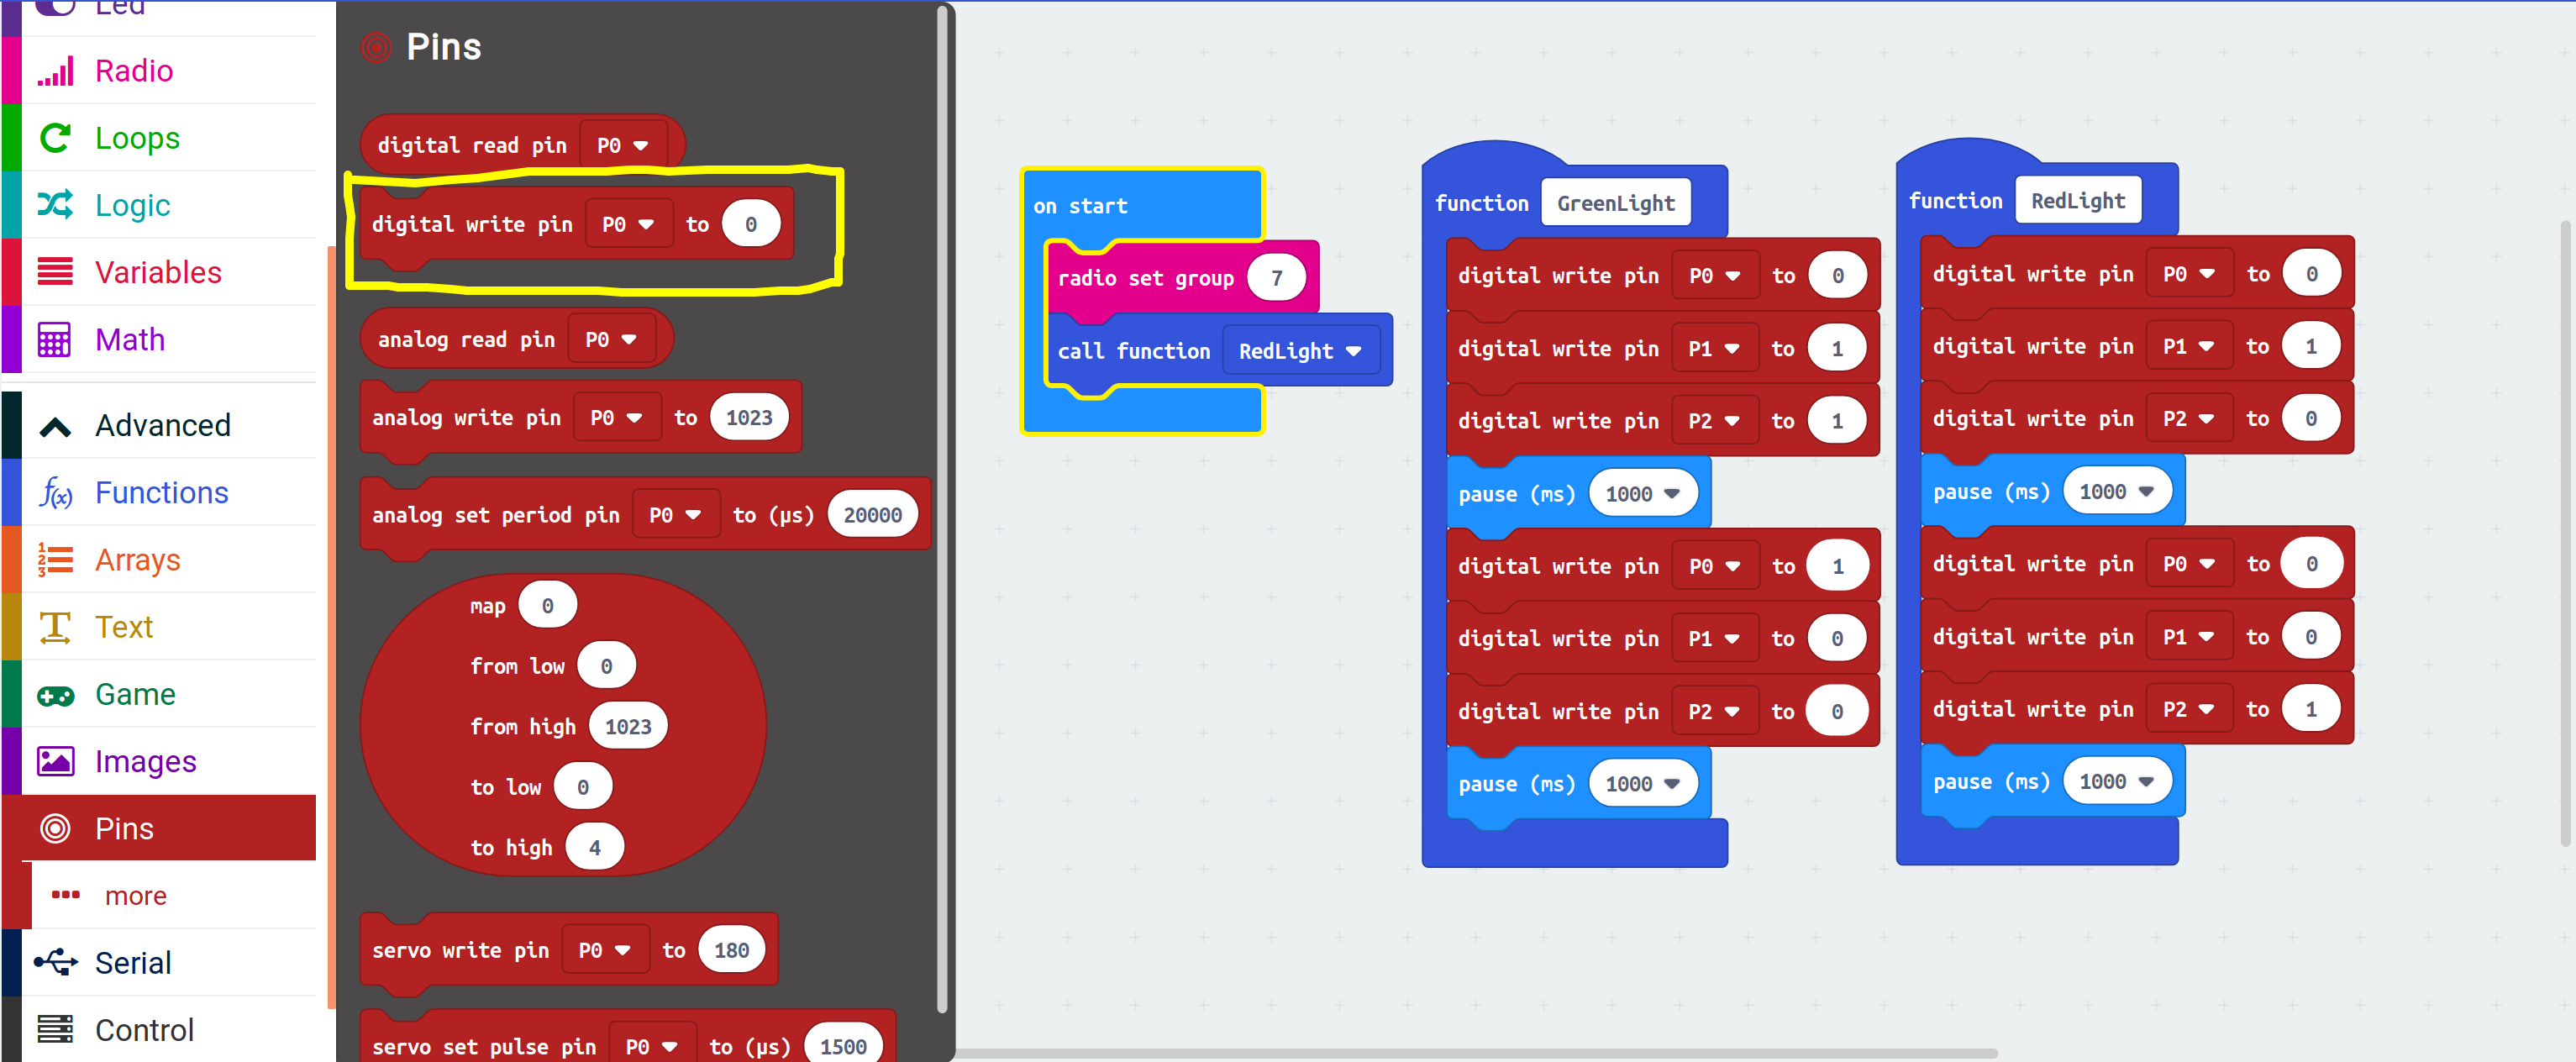 Led
Radio
Loops
Logic
Variables
Math
Advanced
Functions
Arrays
Text
Game
Images
Pins
more
Serial
Control
Pins
digital read pin P0
digital write pin P0 to 0
analog read pin P0
analog write pin P0 to 1023
analog set period pin P0 to (µs) 20000
map 0
from low 0
from high 1023
to low 0
to high 4
servo write pin P0 to 180
servo set pulse pin P0 to (µs) 1500
on start
radio set group 7
call function RedLight
function GreenLight
digital write pin P0 to 0
digital write pin P1 to 1
digital write pin P2 to 1
pause (ms) 1000
digital write pin P0 to 1
digital write pin P1 to 0
digital write pin P2 to 0
pause (ms) 1000
function RedLight
digital write pin P0 to 0
digital write pin P1 to 1
digital write pin P2 to 0
pause (ms) 1000
digital write pin P0 to 0
digital write pin P1 to 0
digital write pin P2 to 1
pause (ms) 1000